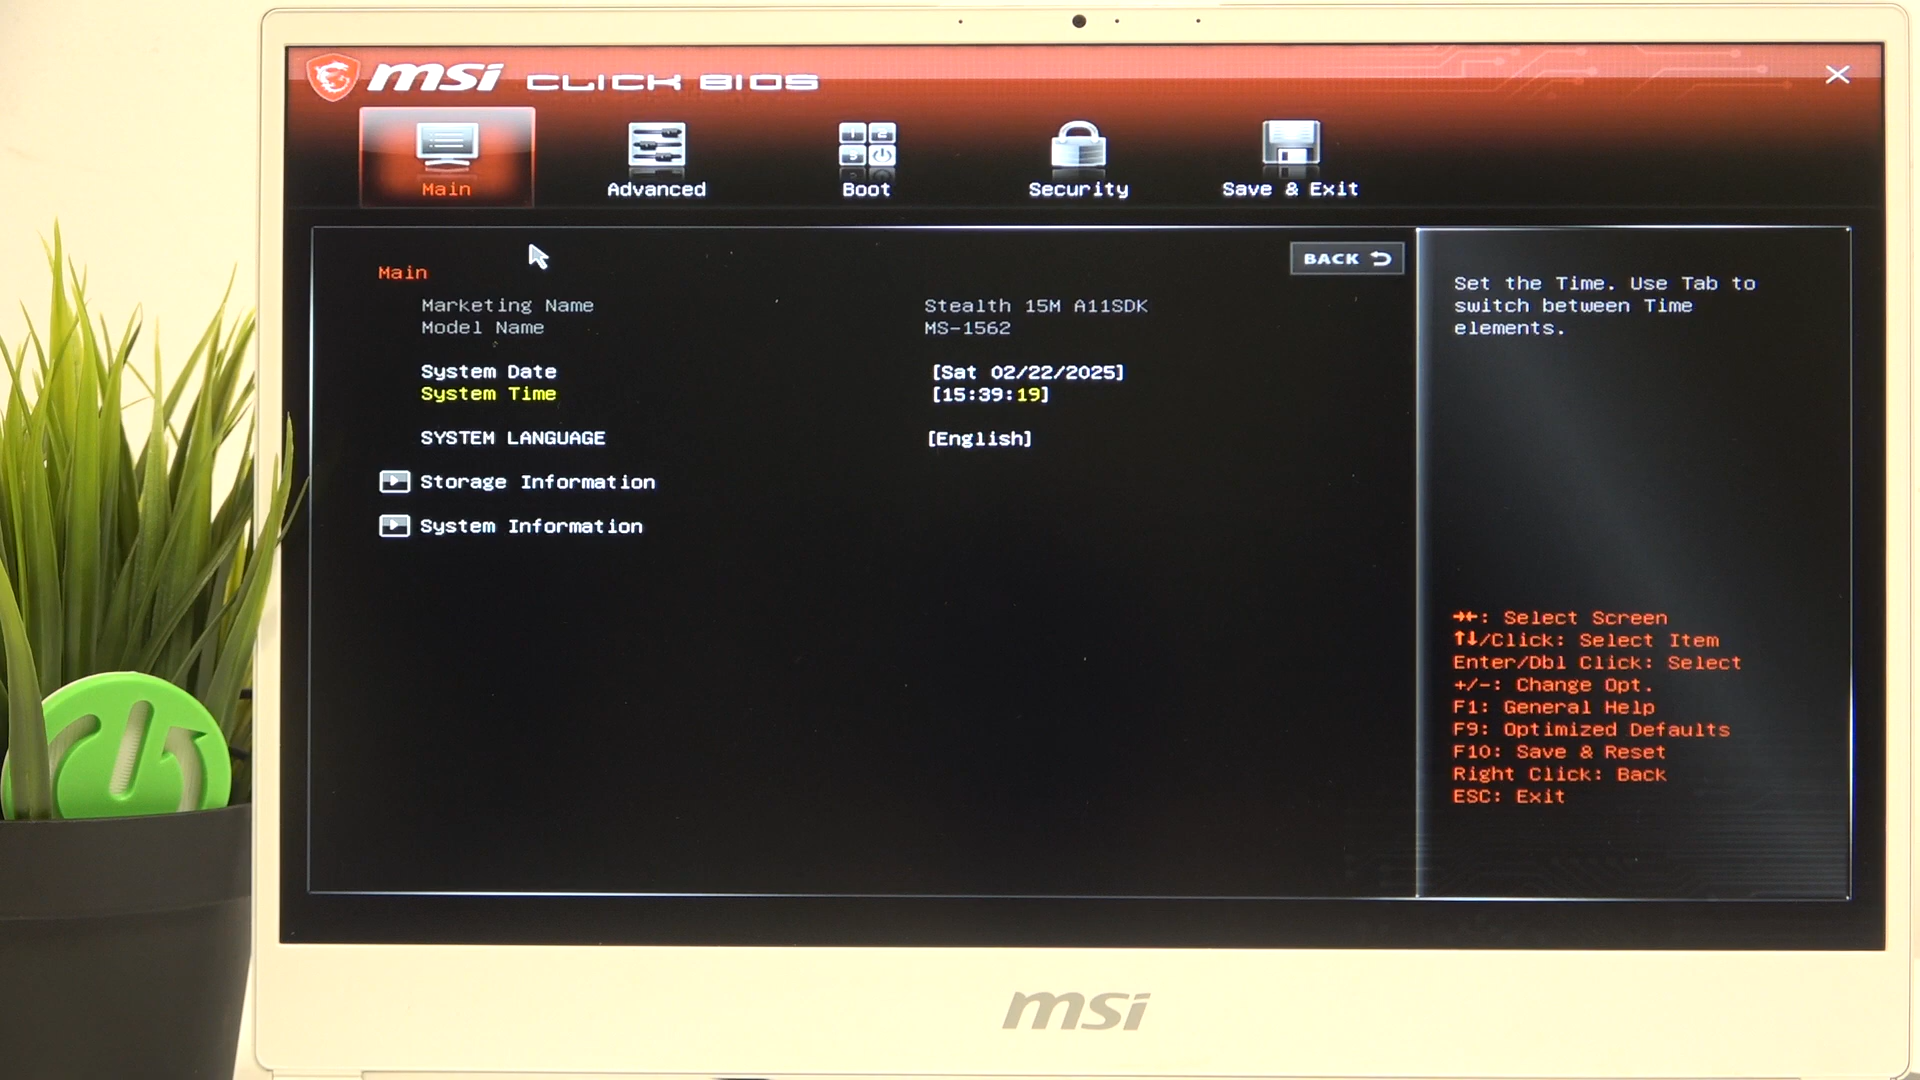 msi CLICK BIOS
Main Advanced Boot Security Save & Exit
Main
BACK
Marketing Name Stealth 15M A11SDK
Model Name MS-1562
System Date [Sat 02/22/2025]
System Time [15:39:19]
SYSTEM LANGUAGE [English]
Storage Information
System Information
Set the Time. Use Tab to
switch between Time
elements.
→←: Select Screen
↑↓/Click: Select Item
Enter/Dbl Click: Select
+/-: Change Opt.
F1: General Help
F9: Optimized Defaults
F10: Save & Reset
Right Click: Back
ESC: Exit
msi